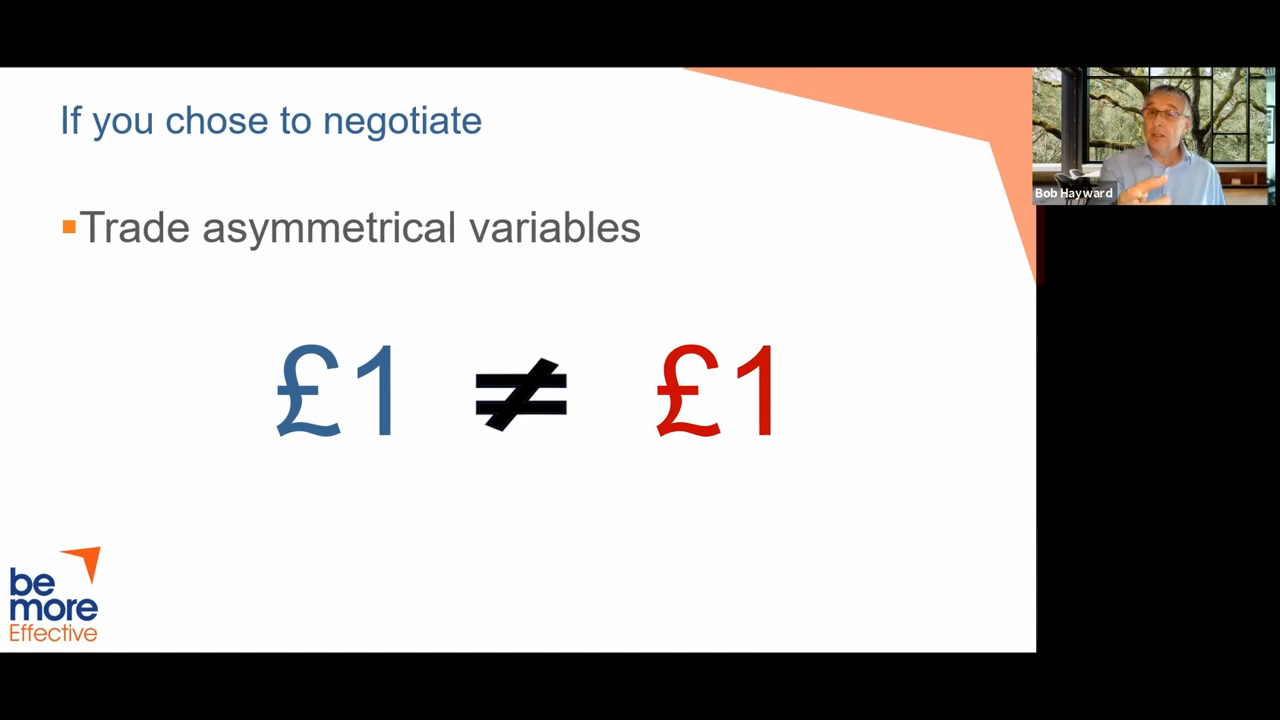 If you chose to negotiate
Bob Hayward
▪Trade asymmetrical variables
£1 ≠ £1
be
more
Effective